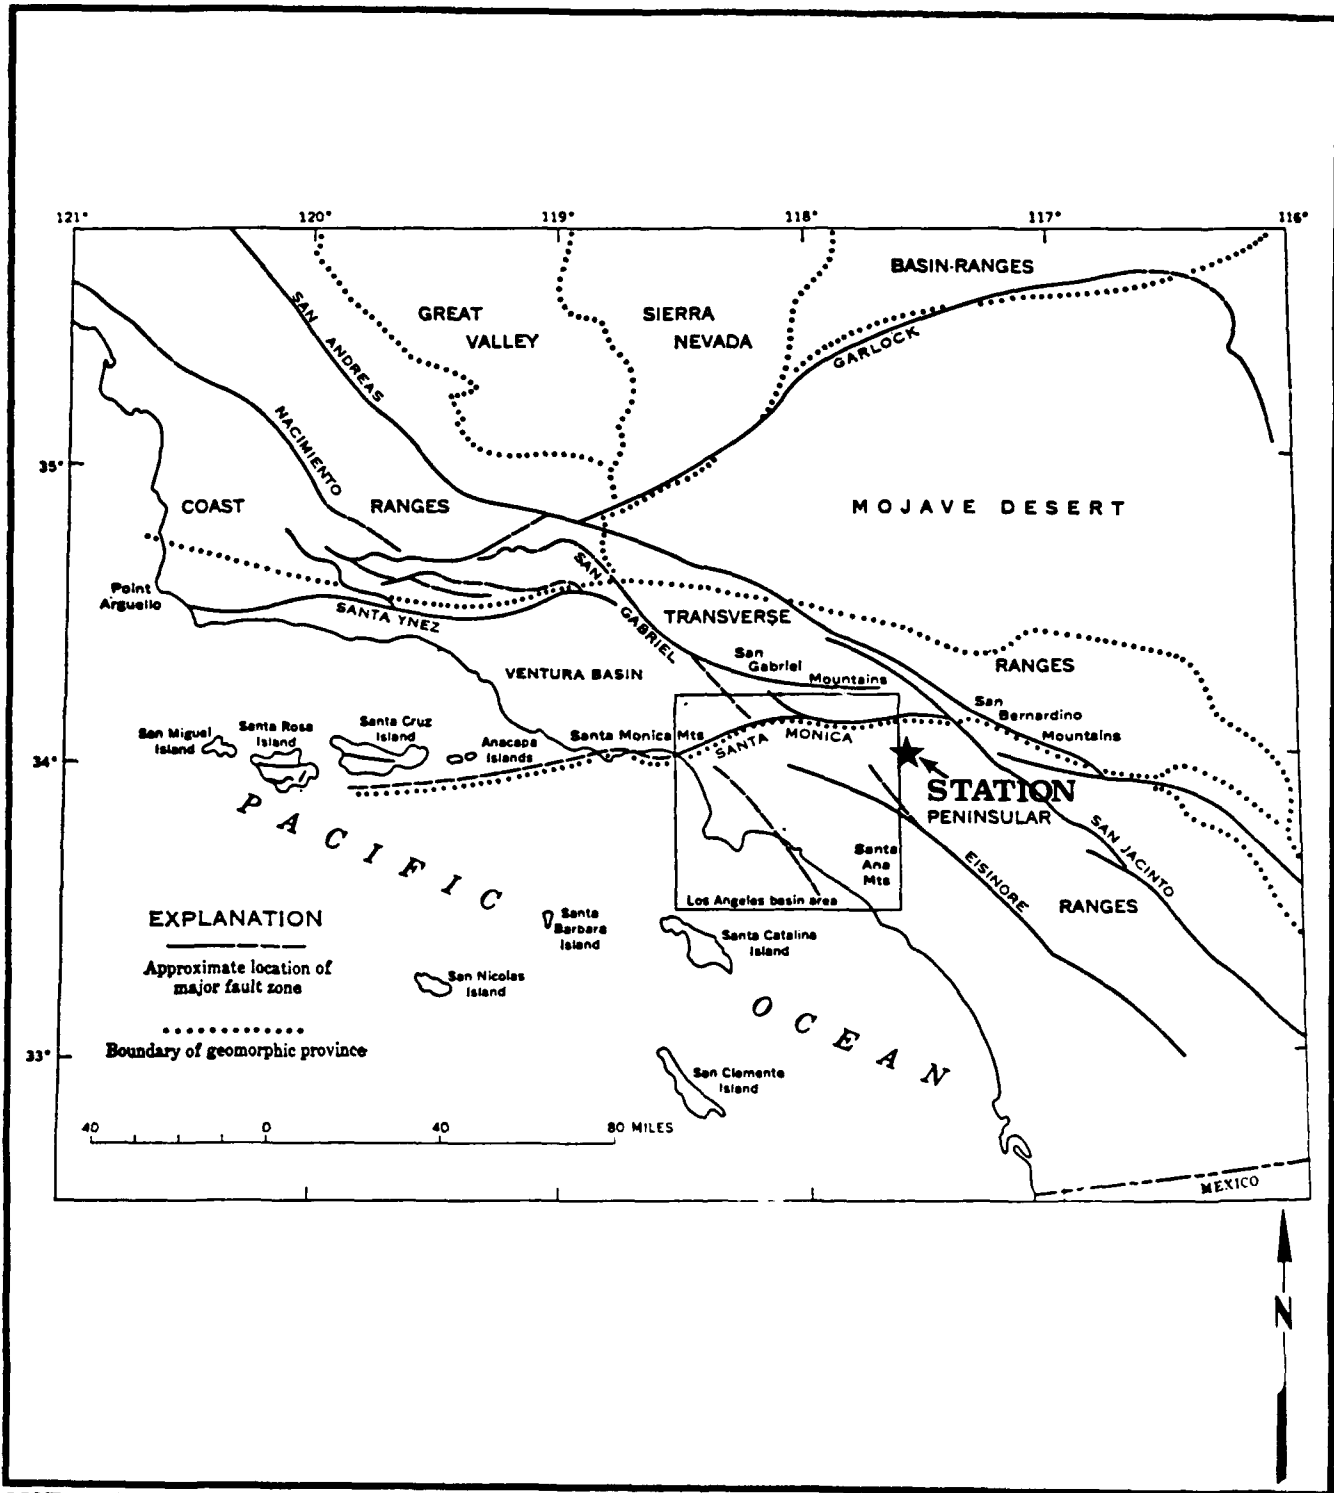 121° 120° 119° 118° 117° 116°
BASIN-RANGES
GREAT
VALLEY
SIERRA
NEVADA
SAN ANDREAS
GARLOCK
NACIMIENTO
35°
COAST RANGES
MOJAVE DESERT
Point
Arguello
SANTA YNEZ
SAN GABRIEL
TRANSVERSE
RANGES
VENTURA BASIN
San
Gabriel
Mountains
San
Bernardino
Mountains
San Miguel
Island
Santa Rosa
Island
Santa Cruz
Island
Anacapa
Islands
Santa Monica Mts
SANTA MONICA
34°
STATION
PENINSULAR
RANGES
SAN JACINTO
EISINORE
Santa
Ana
Mts
Los Angeles basin area
PACIFIC
OCEAN
EXPLANATION
Approximate location of
major fault zone
Boundary of geomorphic province
Santa
Barbara
Island
San Nicolas
Island
Santa Catalina
Island
San Clemente
Island
33°
40 0 40 80 MILES
MEXICO
N